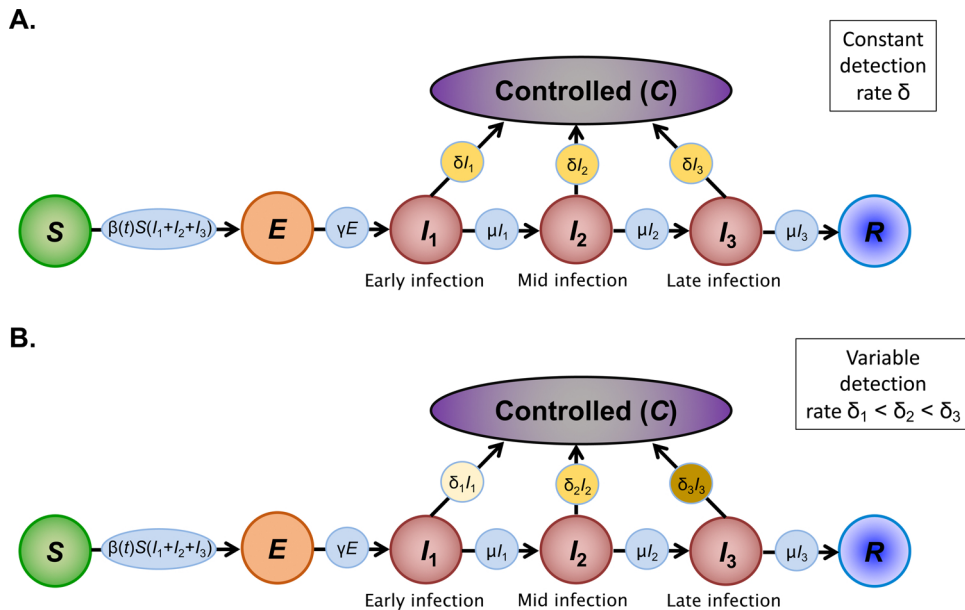 A.
Constant
detection
rate δ
Controlled (C)
δI₁
δI₂
δI₃
S
β(t)S(I₁+I₂+I₃)
E
γE
I₁
μI₁
I₂
μI₂
I₃
μI₃
R
Early infection
Mid infection
Late infection
B.
Variable
detection
rate δ₁ < δ₂ < δ₃
Controlled (C)
δ₁I₁
δ₂I₂
δ₃I₃
S
β(t)S(I₁+I₂+I₃)
E
γE
I₁
μI₁
I₂
μI₂
I₃
μI₃
R
Early infection
Mid infection
Late infection